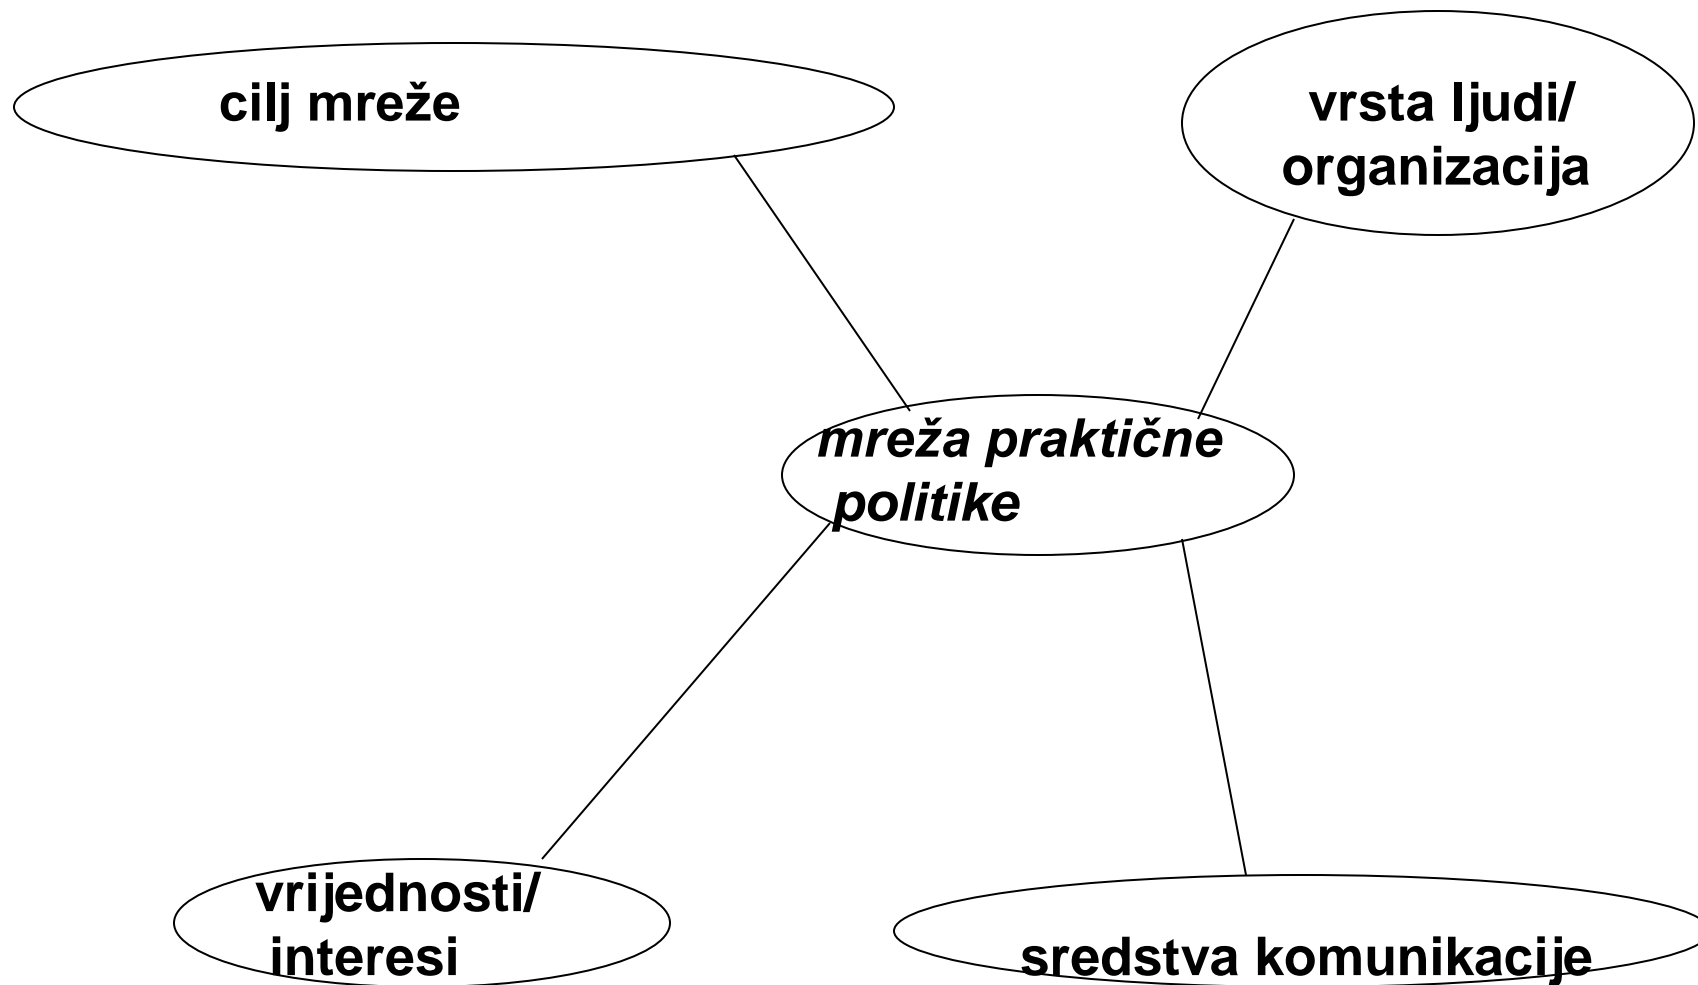 cilj mreže
vrsta ljudi/
organizacija
mreža praktične
politike
vrijednosti/
interesi
sredstva komunikacije